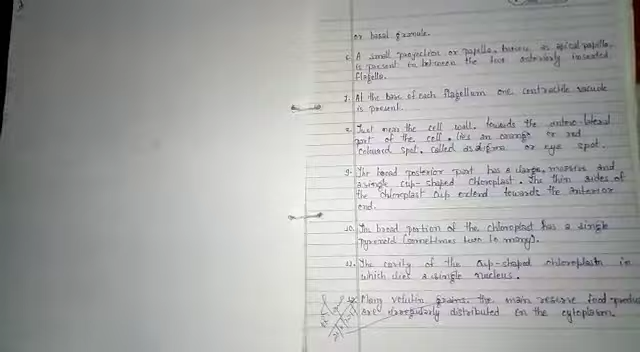 or basal granule.
6. A small projection or papilla, known as apical papilla,
is present in between the two anteriorly inserted
flagella.
7. At the base of each flagellum one contractile vacuole
is present.
8. Just near the cell wall, towards the antero-lateral
part of the cell, lies an orange or red
coloured spot, called as stigma or eye spot.
9. The broad posterior part has a large, massive and
a single cup-shaped chloroplast. The thin sides of
the chloroplast cup extend towards the anterior
end.
10. The broad portion of the chloroplast has a single
pyrenoid (sometimes two to many).
11. The cavity of the cup-shaped chloroplasts in
which lies a single nucleus.
12. Many volutin grains, the main reserve food produc
are irregularly distributed in the cytoplasm.